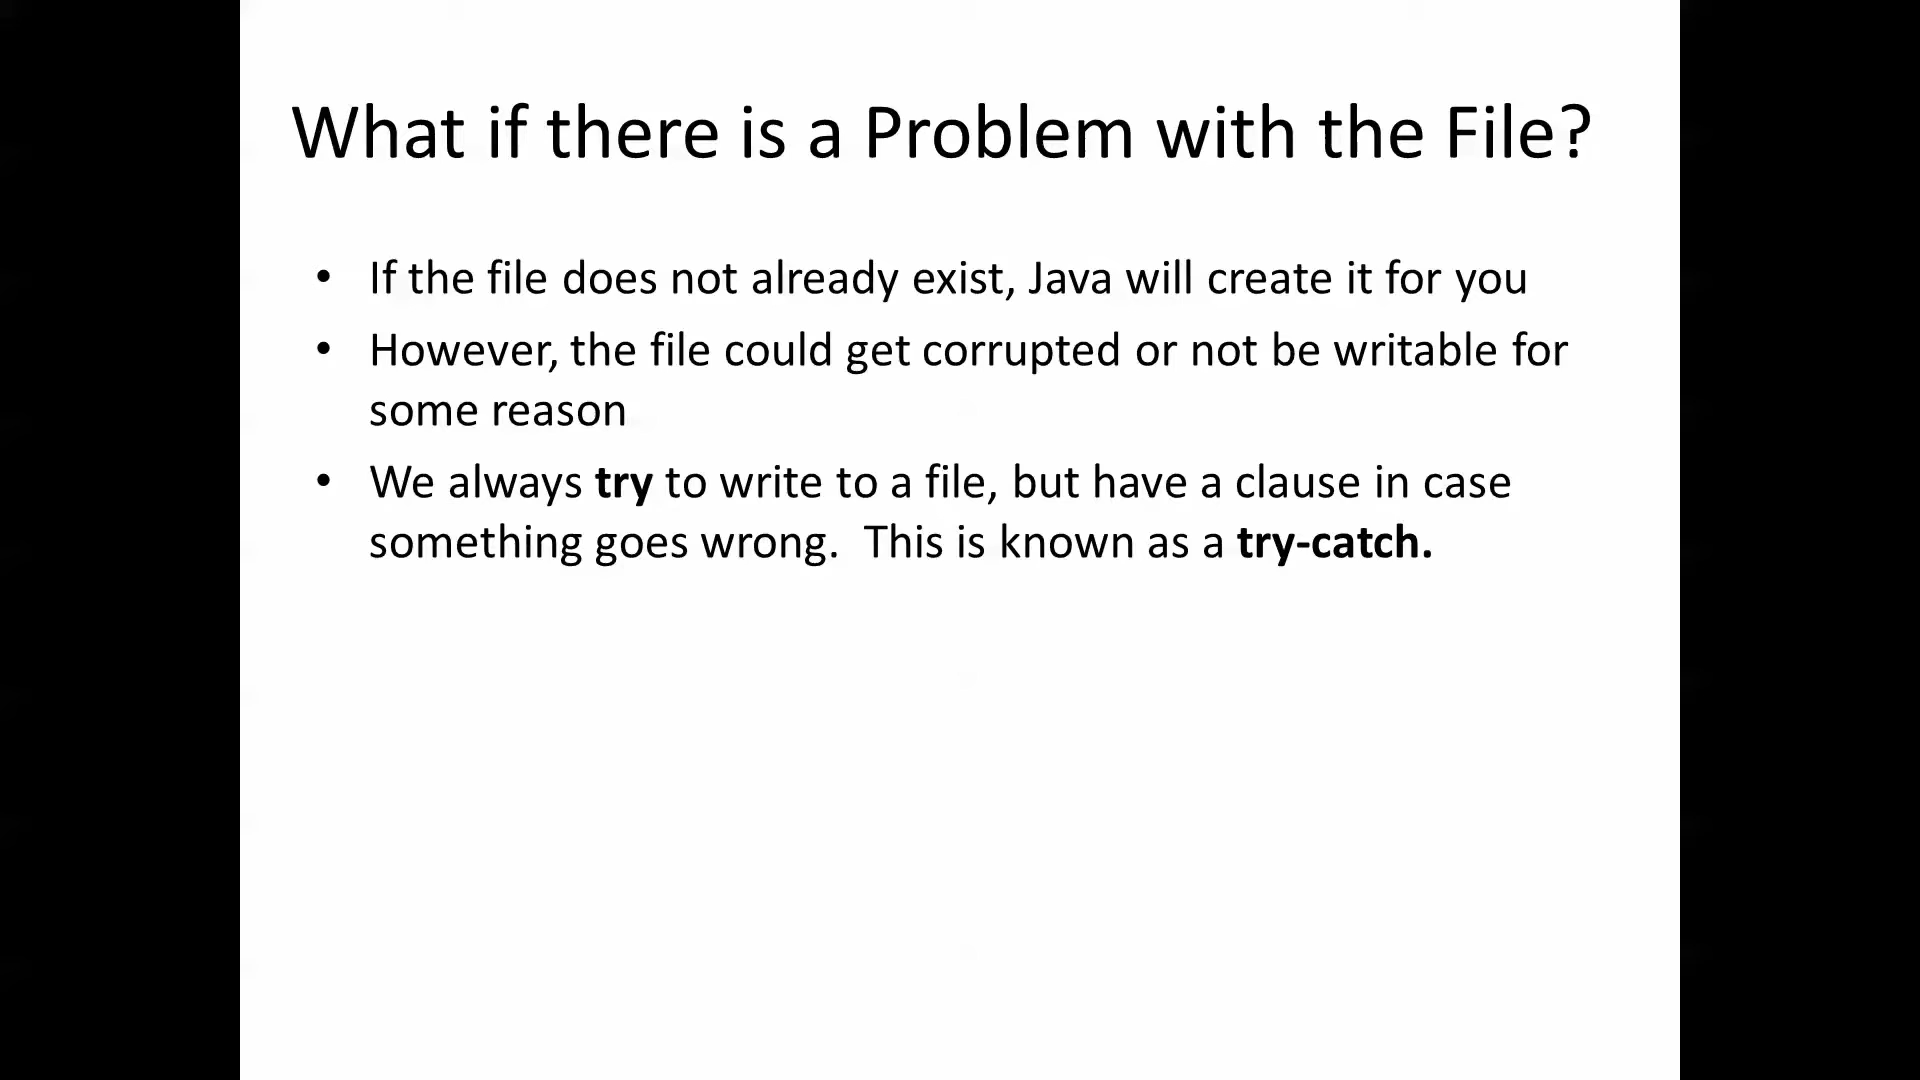 What if there is a Problem with the File?
• If the file does not already exist, Java will create it for you
• However, the file could get corrupted or not be writable for
some reason
• We always try to write to a file, but have a clause in case
something goes wrong.  This is known as a try-catch.